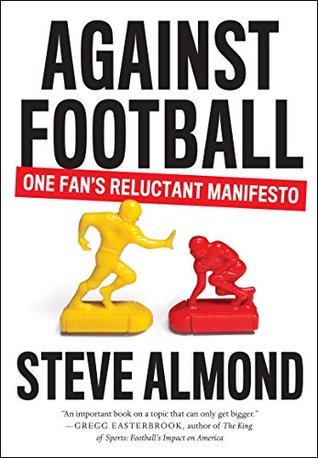 AGAINST
FOOTBALL
ONE FAN'S RELUCTANT MANIFESTO
STEVE ALMOND
"An important book on a topic that can only get bigger."
—GREGG EASTERBROOK, author of The King
of Sports: Football's Impact on America